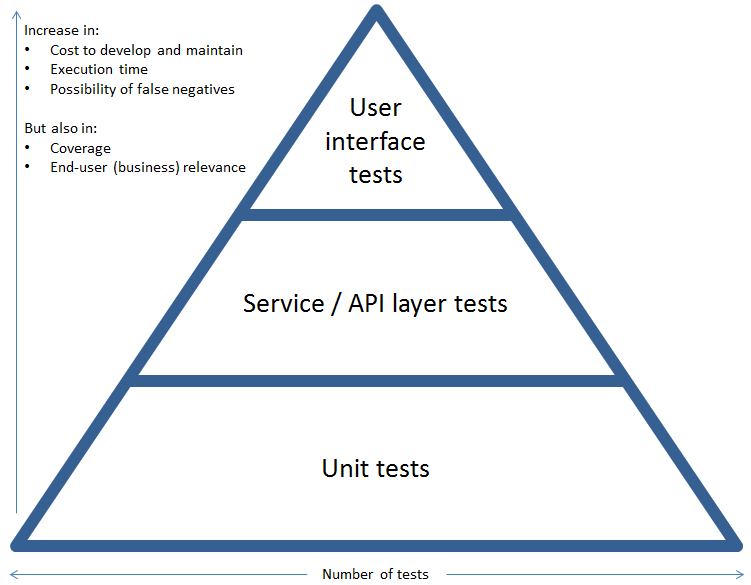 Increase in:
• Cost to develop and maintain
• Execution time
• Possibility of false negatives
But also in:
• Coverage
• End-user (business) relevance
User
interface
tests
Service / API layer tests
Unit tests
Number of tests